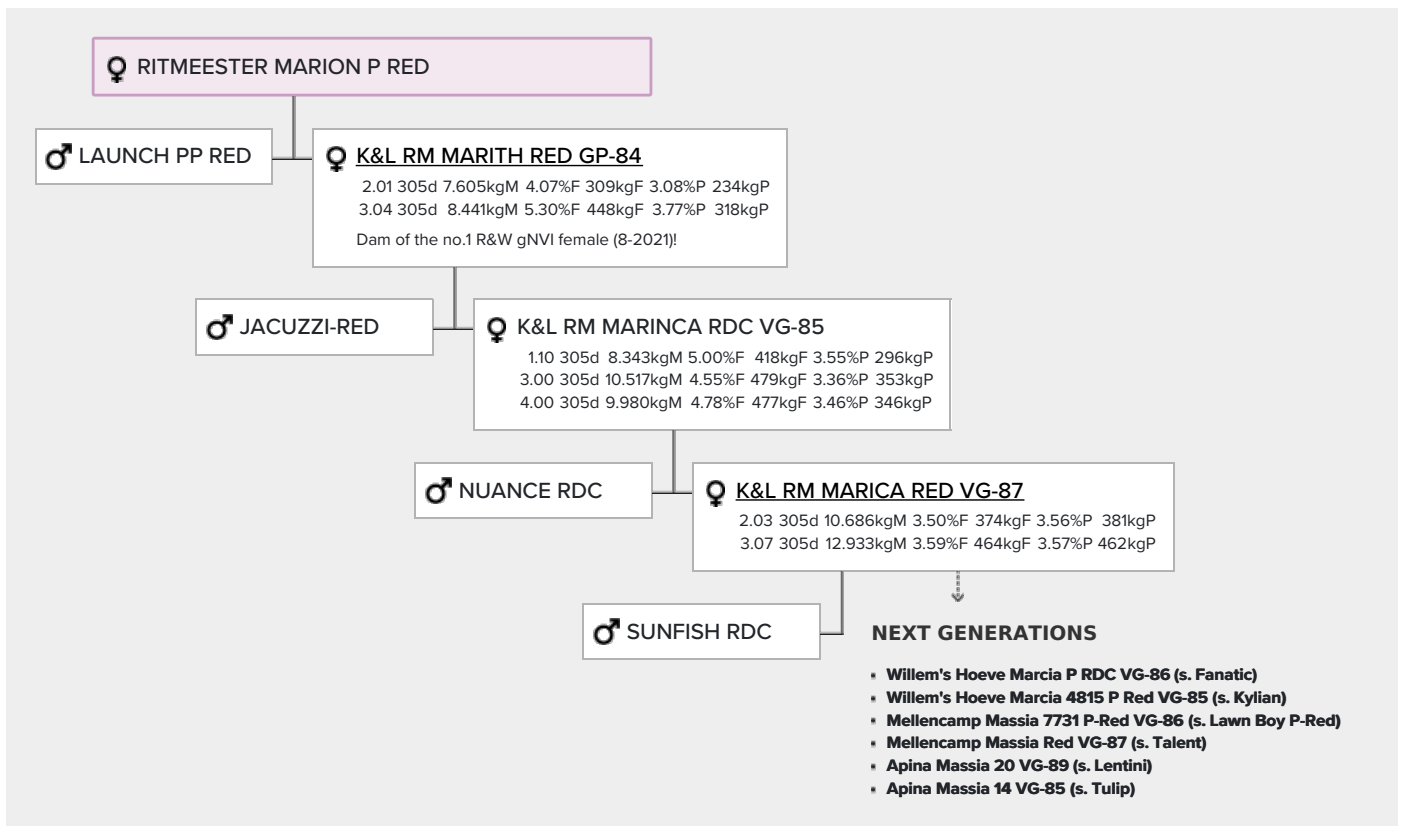 RITMEESTER MARION P RED
LAUNCH PP RED
K&L RM MARITH RED GP-84
2.01 305d 7.605kgM 4.07%F 309kgF 3.08%P 234kgP
3.04 305d 8.441kgM 5.30%F 448kgF 3.77%P 318kgP
Dam of the no.1 R&W gNVI female (8-2021)!
JACUZZI-RED
K&L RM MARINCA RDC VG-85
1.10 305d 8.343kgM 5.00%F 418kgF 3.55%P 296kgP
3.00 305d 10.517kgM 4.55%F 479kgF 3.36%P 353kgP
4.00 305d 9.980kgM 4.78%F 477kgF 3.46%P 346kgP
NUANCE RDC
K&L RM MARICA RED VG-87
2.03 305d 10.686kgM 3.50%F 374kgF 3.56%P 381kgP
3.07 305d 12.933kgM 3.59%F 464kgF 3.57%P 462kgP
SUNFISH RDC
NEXT GENERATIONS
▪ Willem's Hoeve Marcia P RDC VG-86 (s. Fanatic)
▪ Willem's Hoeve Marcia 4815 P Red VG-85 (s. Kylian)
▪ Mellencamp Massia 7731 P-Red VG-86 (s. Lawn Boy P-Red)
▪ Mellencamp Massia Red VG-87 (s. Talent)
▪ Apina Massia 20 VG-89 (s. Lentini)
▪ Apina Massia 14 VG-85 (s. Tulip)